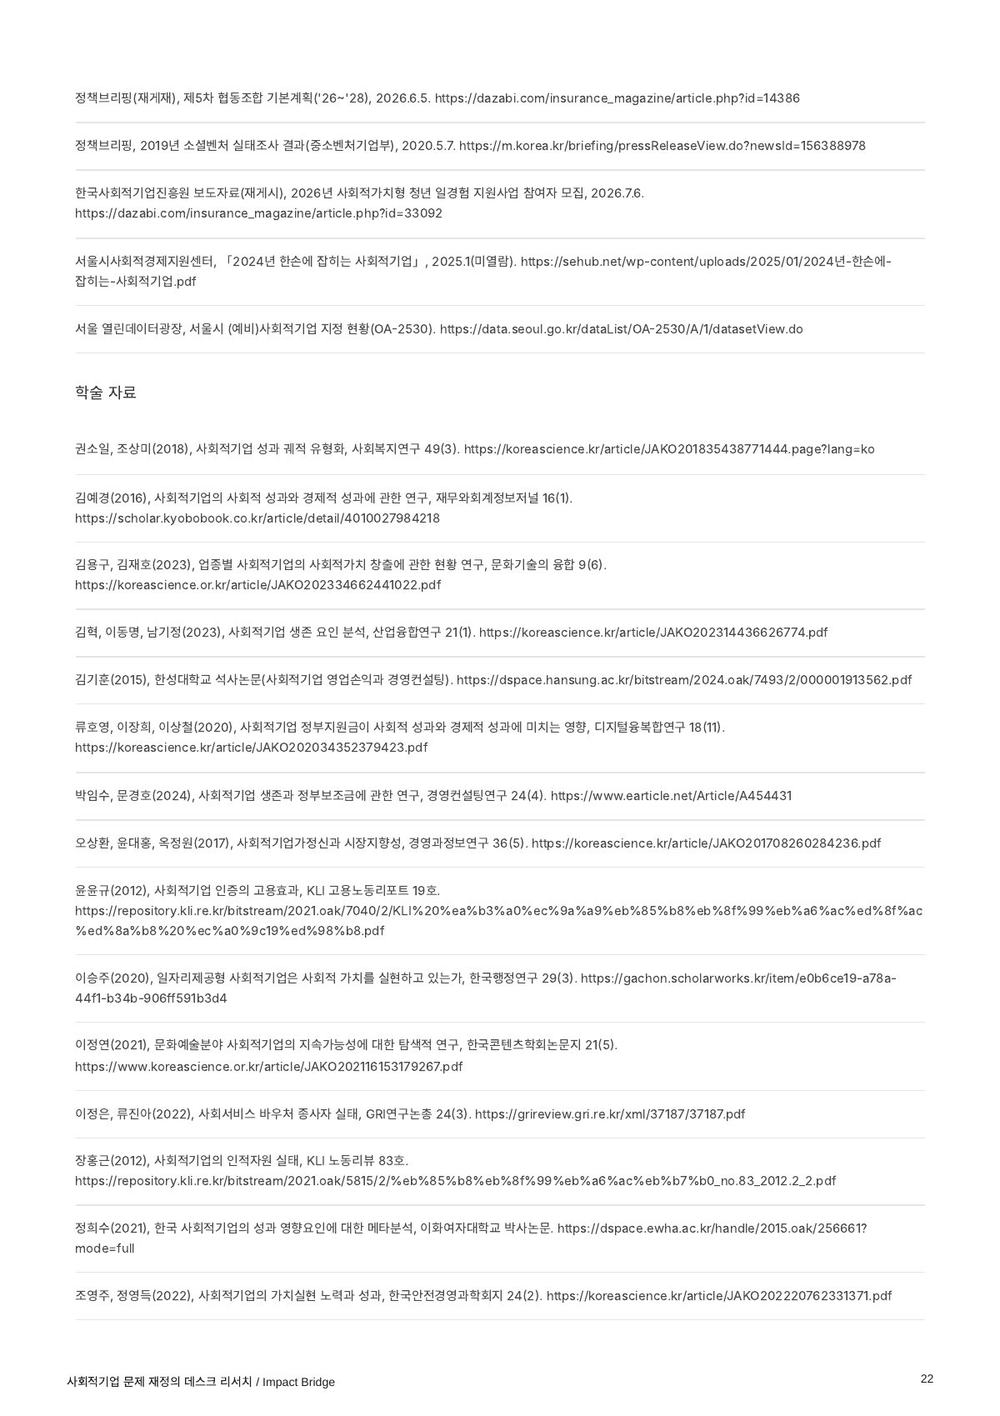 정책브리핑(재게재), 제5차 협동조합 기본계획('26~'28), 2026.6.5. https://dazabi.com/insurance_magazine/article.php?id=14386
정책브리핑, 2019년 소셜벤처 실태조사 결과(중소벤처기업부), 2020.5.7. https://m.korea.kr/briefing/pressReleaseView.do?newsId=156388978
한국사회적기업진흥원 보도자료(재게시), 2026년 사회적가치형 청년 일경험 지원사업 참여자 모집, 2026.7.6.
https://dazabi.com/insurance_magazine/article.php?id=33092
서울시사회적경제지원센터, 「2024년 한손에 잡히는 사회적기업」, 2025.1(미열람). https://sehub.net/wp-content/uploads/2025/01/2024년-한손에-
잡히는-사회적기업.pdf
서울 열린데이터광장, 서울시 (예비)사회적기업 지정 현황(OA-2530). https://data.seoul.go.kr/dataList/OA-2530/A/1/datasetView.do
학술 자료
권소일, 조상미(2018), 사회적기업 성과 궤적 유형화, 사회복지연구 49(3). https://koreascience.kr/article/JAKO201835438771444.page?lang=ko
김예경(2016), 사회적기업의 사회적 성과와 경제적 성과에 관한 연구, 재무와회계정보저널 16(1).
https://scholar.kyobobook.co.kr/article/detail/4010027984218
김용구, 김재호(2023), 업종별 사회적기업의 사회적가치 창출에 관한 현황 연구, 문화기술의 융합 9(6).
https://koreascience.or.kr/article/JAKO202334662441022.pdf
김혁, 이동명, 남기정(2023), 사회적기업 생존 요인 분석, 산업융합연구 21(1). https://koreascience.kr/article/JAKO202314436626774.pdf
김기훈(2015), 한성대학교 석사논문(사회적기업 영업손익과 경영컨설팅). https://dspace.hansung.ac.kr/bitstream/2024.oak/7493/2/000001913562.pdf
류호영, 이장희, 이상철(2020), 사회적기업 정부지원금이 사회적 성과와 경제적 성과에 미치는 영향, 디지털융복합연구 18(11).
https://koreascience.kr/article/JAKO202034352379423.pdf
박임수, 문경호(2024), 사회적기업 생존과 정부보조금에 관한 연구, 경영컨설팅연구 24(4). https://www.earticle.net/Article/A454431
오상환, 윤대홍, 옥정원(2017), 사회적기업가정신과 시장지향성, 경영과정보연구 36(5). https://koreascience.kr/article/JAKO201708260284236.pdf
윤윤규(2012), 사회적기업 인증의 고용효과, KLI 고용노동리포트 19호.
https://repository.kli.re.kr/bitstream/2021.oak/7040/2/KLI%20%ea%b3%a0%ec%9a%a9%eb%85%b8%eb%8f%99%eb%a6%ac%ed%8f%ac
%ed%8a%b8%20%ec%a0%9c19%ed%98%b8.pdf
이승주(2020), 일자리제공형 사회적기업은 사회적 가치를 실현하고 있는가, 한국행정연구 29(3). https://gachon.scholarworks.kr/item/e0b6ce19-a78a-
44f1-b34b-906ff591b3d4
이정연(2021), 문화예술분야 사회적기업의 지속가능성에 대한 탐색적 연구, 한국콘텐츠학회논문지 21(5).
https://www.koreascience.or.kr/article/JAKO202116153179267.pdf
이정은, 류진아(2022), 사회서비스 바우처 종사자 실태, GRI연구논총 24(3). https://grireview.gri.re.kr/xml/37187/37187.pdf
장홍근(2012), 사회적기업의 인적자원 실태, KLI 노동리뷰 83호.
https://repository.kli.re.kr/bitstream/2021.oak/5815/2/%eb%85%b8%eb%8f%99%eb%a6%ac%eb%b7%b0_no.83_2012.2_2.pdf
정희수(2021), 한국 사회적기업의 성과 영향요인에 대한 메타분석, 이화여자대학교 박사논문. https://dspace.ewha.ac.kr/handle/2015.oak/256661?
mode=full
조영주, 정영득(2022), 사회적기업의 가치실현 노력과 성과, 한국안전경영과학회지 24(2). https://koreascience.kr/article/JAKO202220762331371.pdf
사회적기업 문제 재정의 데스크 리서치 / Impact Bridge
22